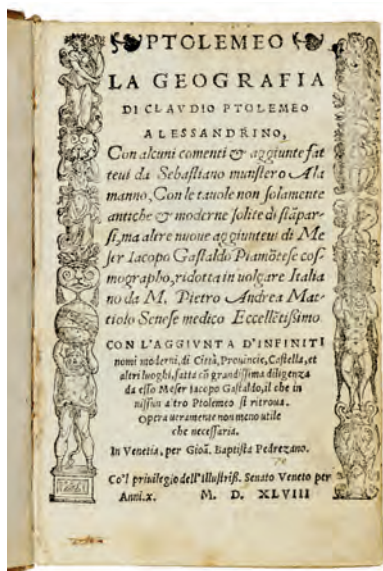 PTOLEMEO
LA GEOGRAFIA
DI CLAVDIO PTOLEMEO
ALESSANDRINO,
Con alcuni comenti & aggiunte fat
teui da Sebastiano munstero Ala
manno, Con le tauole non solamente
antiche & moderne solite di stāpar-
si, ma altre nuoue aggiunteui di Me
ser Iacopo Gastaldo Piamōtese cos
mographo, ridotta in uolgare Italia
no da M. Pietro Andrea Mat
tiolo Senese medico Eccellētissimo
CON L'AGGIVNTA D'INFINITI
nomi moderni, di Città, Prouincie, Castella, et
altri luoghi, fatta cō grandissima diligenza
da esso Meser Iacopo Gastaldo, il che in
nissun altro Ptolemeo si ritroua.
Opera ueramente non meno utile
che necessaria.
In Venetia, per Gioā. Baptista Pedrezano.
Co'l priuilegio dell'Illustriss. Senato Veneto per
Anni.x. M. D. XLVIII